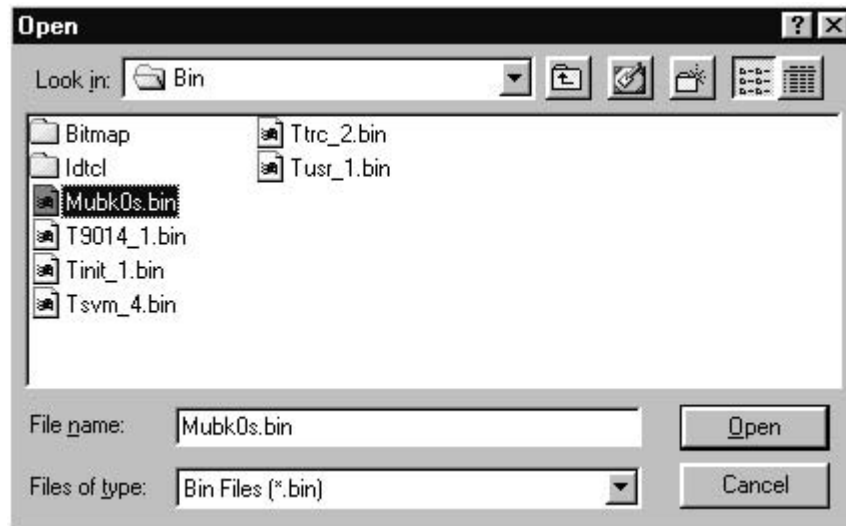 Open
Look in: Bin
Bitmap
Idtcl
Mubk0s.bin
T9014_1.bin
Tinit_1.bin
Tsvm_4.bin
Ttrc_2.bin
Tusr_1.bin
File name: Mubk0s.bin Open
Files of type: Bin Files (*.bin) Cancel